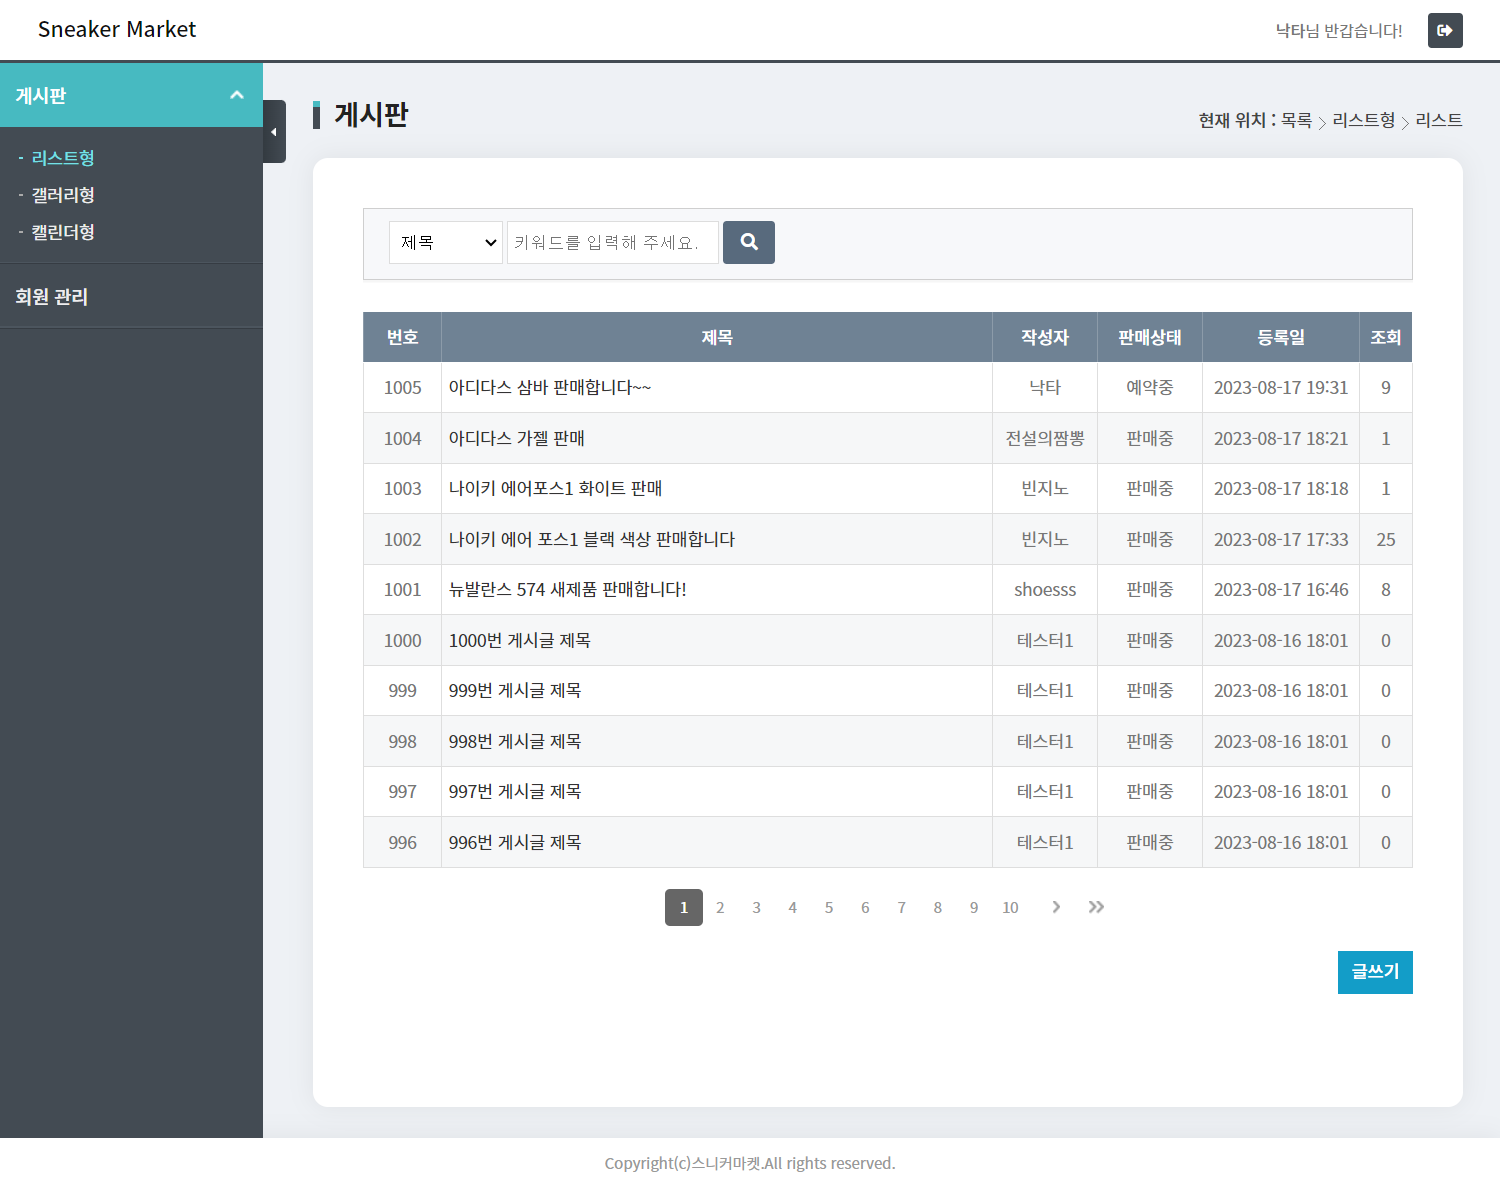 Sneaker Market
낙타님 반갑습니다!
게시판
- 리스트형
- 갤러리형
- 캘린더형
회원 관리
게시판
현재 위치 : 목록 > 리스트형 > 리스트
제목 키워드를 입력해 주세요.
번호 제목 작성자 판매상태 등록일 조회
1005 아디다스 삼바 판매합니다~~ 낙타 예약중 2023-08-17 19:31 9
1004 아디다스 가젤 판매 전설의짬뽕 판매중 2023-08-17 18:21 1
1003 나이키 에어포스1 화이트 판매 빈지노 판매중 2023-08-17 18:18 1
1002 나이키 에어 포스1 블랙 색상 판매합니다 빈지노 판매중 2023-08-17 17:33 25
1001 뉴발란스 574 새제품 판매합니다! shoesss 판매중 2023-08-17 16:46 8
1000 1000번 게시글 제목 테스터1 판매중 2023-08-16 18:01 0
999 999번 게시글 제목 테스터1 판매중 2023-08-16 18:01 0
998 998번 게시글 제목 테스터1 판매중 2023-08-16 18:01 0
997 997번 게시글 제목 테스터1 판매중 2023-08-16 18:01 0
996 996번 게시글 제목 테스터1 판매중 2023-08-16 18:01 0
1 2 3 4 5 6 7 8 9 10 > >>
글쓰기
Copyright(c)스니커마켓.All rights reserved.